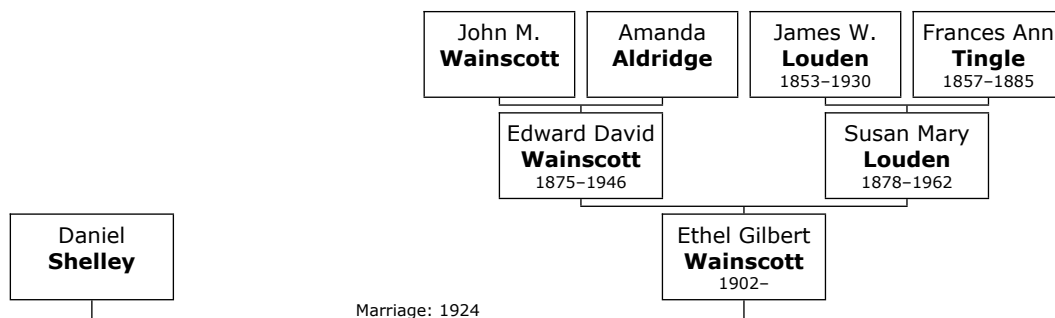 John M.
Wainscott
Amanda
Aldridge
James W.
Louden
1853–1930
Frances Ann
Tingle
1857–1885
Edward David
Wainscott
1875–1946
Susan Mary
Louden
1878–1962
Daniel
Shelley
Ethel Gilbert
Wainscott
1902–
Marriage: 1924